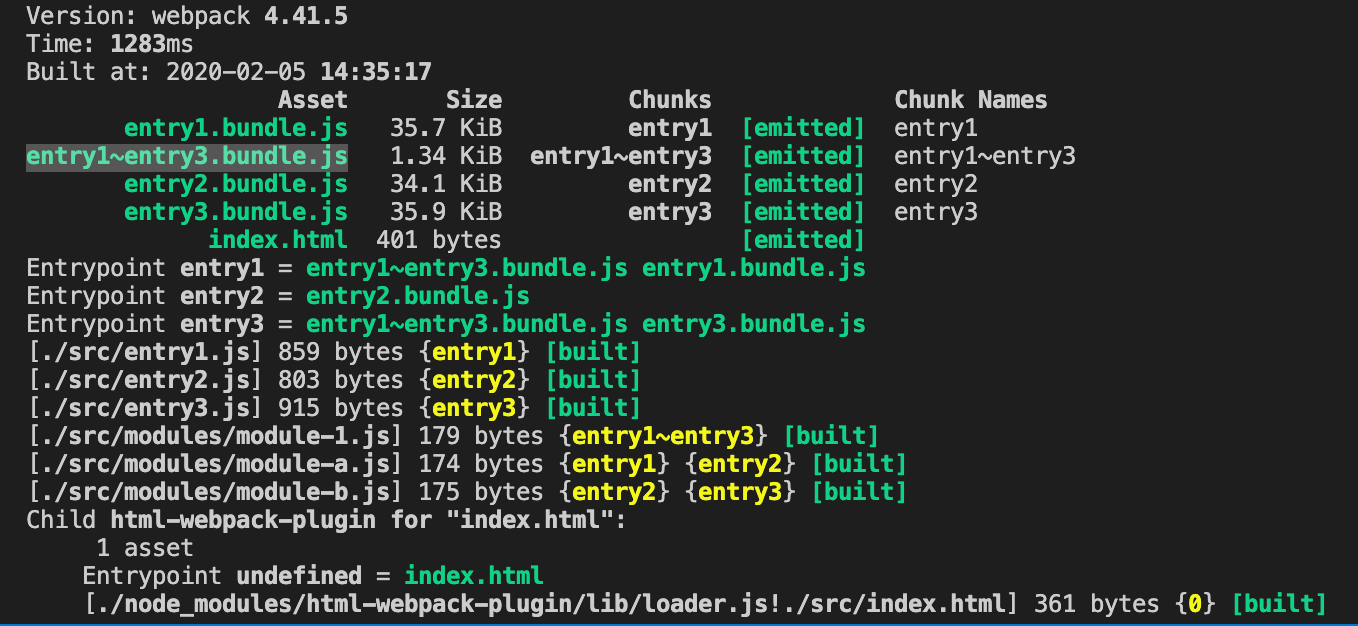 Version: webpack 4.41.5
Time: 1283ms
Built at: 2020-02-05 14:35:17
Asset Size Chunks Chunk Names
entry1.bundle.js 35.7 KiB entry1 [emitted] entry1
entry1~entry3.bundle.js 1.34 KiB entry1~entry3 [emitted] entry1~entry3
entry2.bundle.js 34.1 KiB entry2 [emitted] entry2
entry3.bundle.js 35.9 KiB entry3 [emitted] entry3
index.html 401 bytes [emitted]
Entrypoint entry1 = entry1~entry3.bundle.js entry1.bundle.js
Entrypoint entry2 = entry2.bundle.js
Entrypoint entry3 = entry1~entry3.bundle.js entry3.bundle.js
[./src/entry1.js] 859 bytes {entry1} [built]
[./src/entry2.js] 803 bytes {entry2} [built]
[./src/entry3.js] 915 bytes {entry3} [built]
[./src/modules/module-1.js] 179 bytes {entry1~entry3} [built]
[./src/modules/module-a.js] 174 bytes {entry1} {entry2} [built]
[./src/modules/module-b.js] 175 bytes {entry2} {entry3} [built]
Child html-webpack-plugin for "index.html":
1 asset
Entrypoint undefined = index.html
[./node_modules/html-webpack-plugin/lib/loader.js!./src/index.html] 361 bytes {0} [built]